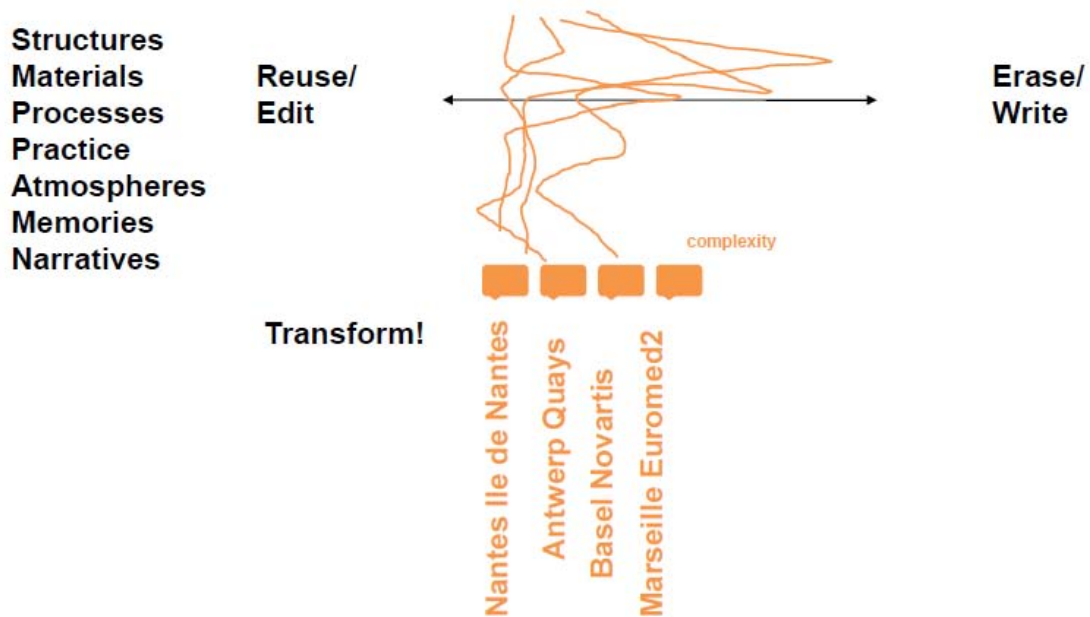 Structures
Materials
Processes
Practice
Atmospheres
Memories
Narratives
Reuse/
Edit
Erase/
Write
complexity
Transform!
Nantes Ile de Nantes
Antwerp Quays
Basel Novartis
Marseille Euromed2